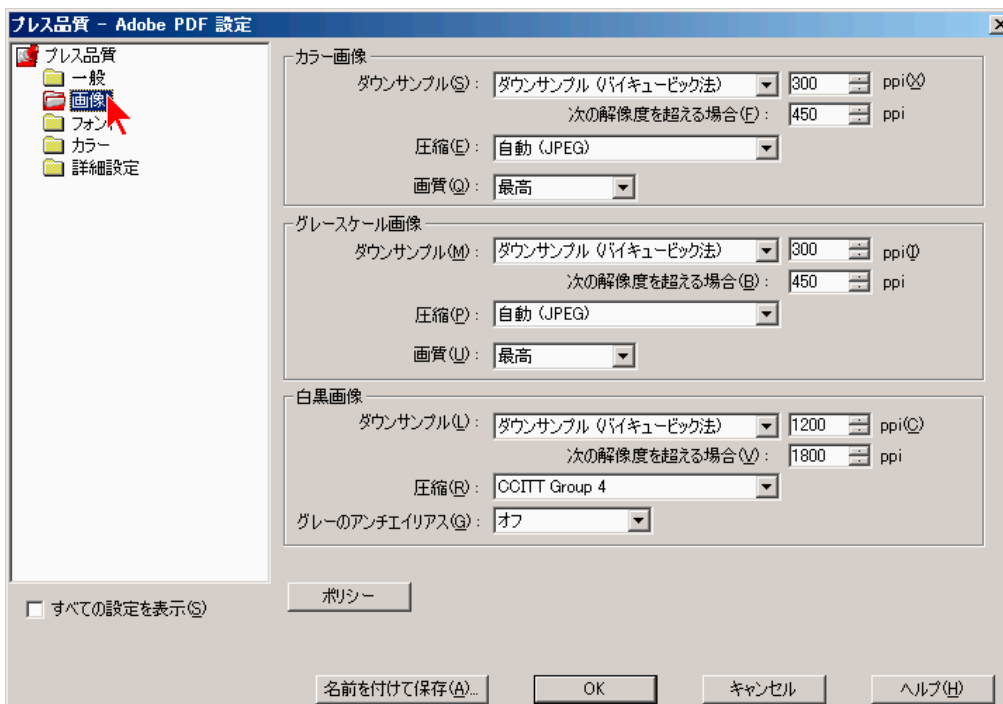 プレス品質 - Adobe PDF 設定
プレス品質
一般
画像
フォント
カラー
詳細設定
すべての設定を表示(S)
カラー画像
ダウンサンプル(S)： ダウンサンプル (バイキュービック法) 300 ppi(X)
次の解像度を超える場合(F)： 450 ppi
圧縮(E)： 自動 (JPEG)
画質(Q)： 最高
グレースケール画像
ダウンサンプル(M)： ダウンサンプル (バイキュービック法) 300 ppi(I)
次の解像度を超える場合(B)： 450 ppi
圧縮(P)： 自動 (JPEG)
画質(U)： 最高
白黒画像
ダウンサンプル(L)： ダウンサンプル (バイキュービック法) 1200 ppi(C)
次の解像度を超える場合(V)： 1800 ppi
圧縮(R)： CCITT Group 4
グレーのアンチエイリアス(G)： オフ
ポリシー
名前を付けて保存(A)... OK キャンセル ヘルプ(H)